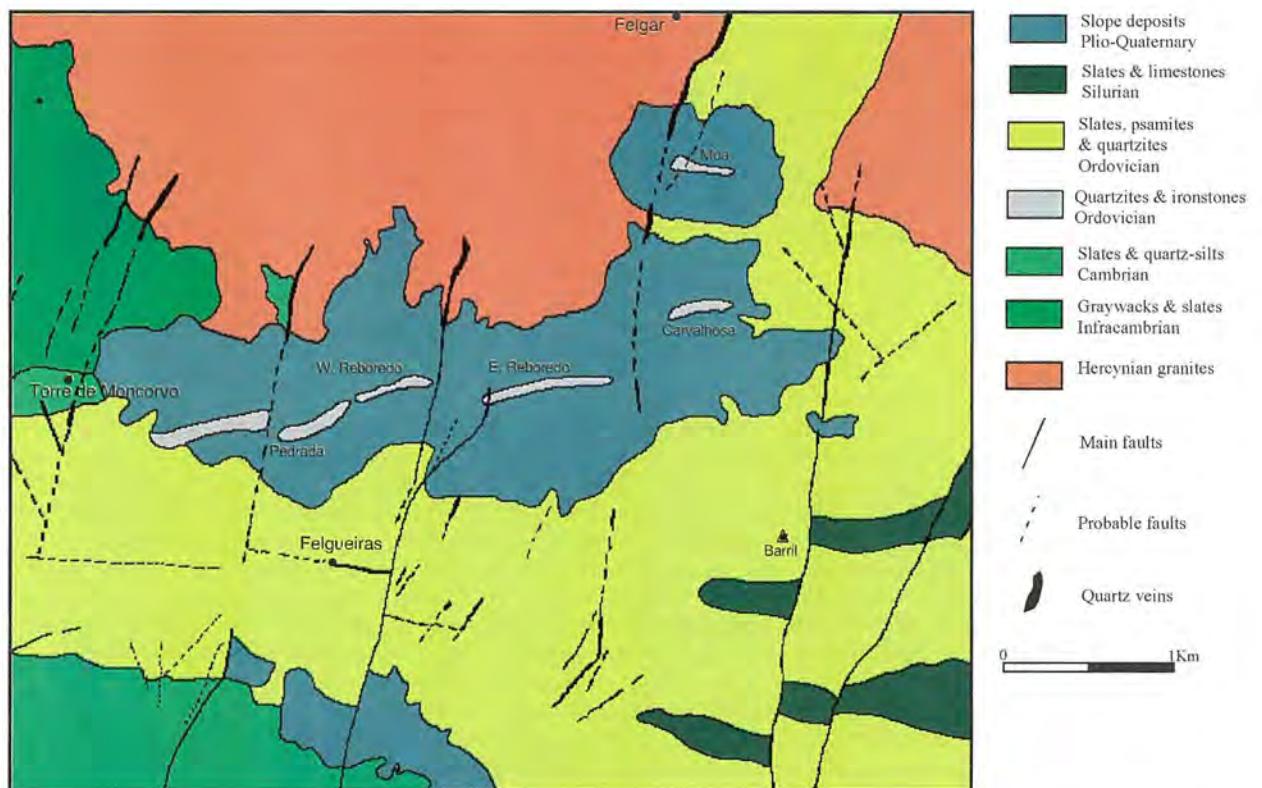 Felgar
Moa
Carvalhosa
W. Reboredo
E. Reboredo
Torre de Moncorvo
Pedrada
Felgueiras
Barril
Slope deposits
Plio-Quaternary
Slates & limestones
Silurian
Slates, psamites
& quartzites
Ordovician
Quartzites & ironstones
Ordovician
Slates & quartz-silts
Cambrian
Graywacks & slates
Infracambrian
Hercynian granites
Main faults
Probable faults
Quartz veins
0 1Km